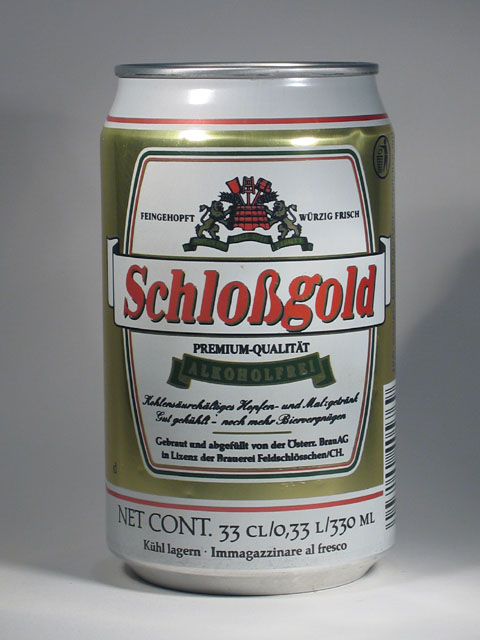 FEINGEHOPFT WÜRZIG FRISCH
Schloßgold
PREMIUM-QUALITÄT
ALKOHOLFREI
Kohlensäurehältiges Hopfen- und Malzgetränk
Gut gekühlt - noch mehr Biervergnügen
Gebraut und abgefüllt von der Österr. BrauAG
in Lizenz der Brauerei Feldschlösschen/CH.
d
NET CONT. 33 CL/0,33 L/330 ML
Kühl lagern · Immagazzinare al fresco